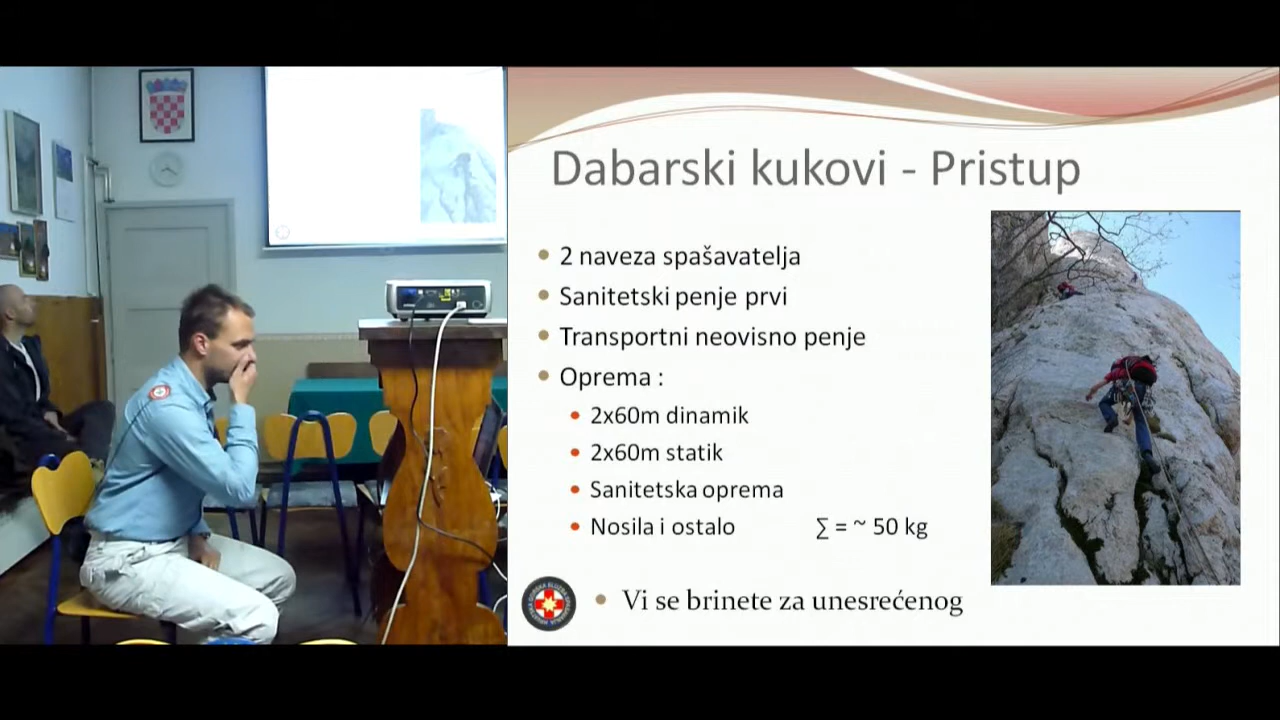 Dabarski kukovi - Pristup
2 naveza spašavatelja
Sanitetski penje prvi
Transportni neovisno penje
Oprema :
2x60m dinamik
2x60m statik
Sanitetska oprema
Nosila i ostalo ∑ = ~ 50 kg
Vi se brinete za unesrećenog